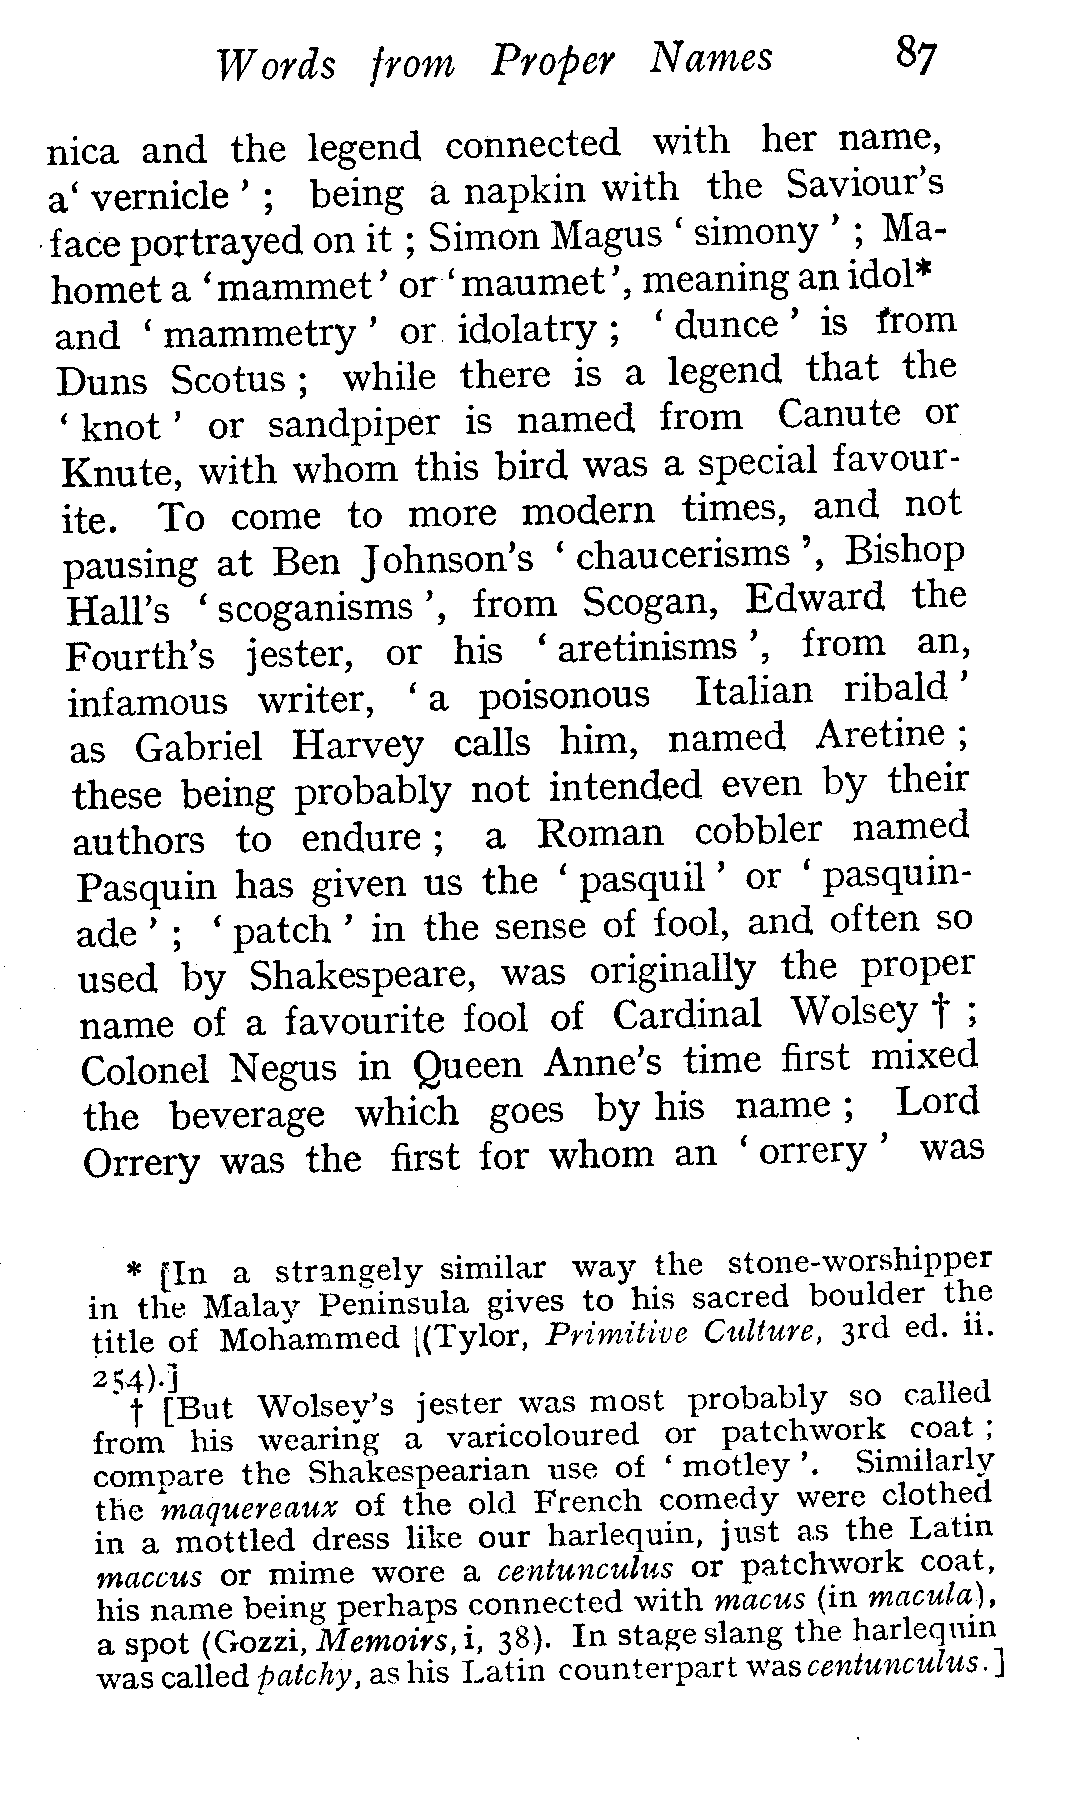 Words from Proper Names 87
nica and the legend connected with her name,
a‘ vernicle ’ ; being a napkin with the Saviour's
face portrayed on it ; Simon Magus ‘ simony ’ ; Ma-
homet a ‘mammet’ or ‘maumet’, meaning an idol*
and ‘ mammetry ’ or idolatry ; ‘ dunce ’ is from
Duns Scotus ; while there is a legend that the
‘ knot ’ or sandpiper is named from Canute or
Knute, with whom this bird was a special favour-
ite. To come to more modern times, and not
pausing at Ben Johnson's ‘ chaucerisms ’, Bishop
Hall's ‘ scoganisms ’, from Scogan, Edward the
Fourth's jester, or his ‘ aretinisms ’, from an,
infamous writer, ‘ a poisonous Italian ribald ’
as Gabriel Harvey calls him, named Aretine ;
these being probably not intended even by their
authors to endure ; a Roman cobbler named
Pasquin has given us the ‘ pasquil ’ or ‘ pasquin-
ade ’ ; ‘ patch ’ in the sense of fool, and often so
used by Shakespeare, was originally the proper
name of a favourite fool of Cardinal Wolsey † ;
Colonel Negus in Queen Anne's time first mixed
the beverage which goes by his name ; Lord
Orrery was the first for whom an ‘ orrery ’ was
* [In a strangely similar way the stone-worshipper
in the Malay Peninsula gives to his sacred boulder the
title of Mohammed |(Tylor, Primitive Culture, 3rd ed. ii.
254).]
† [But Wolsey's jester was most probably so called
from his wearing a varicoloured or patchwork coat ;
compare the Shakespearian use of ‘ motley ’. Similarly
the maquereaux of the old French comedy were clothed
in a mottled dress like our harlequin, just as the Latin
maccus or mime wore a centunculus or patchwork coat,
his name being perhaps connected with macus (in macula),
a spot (Gozzi, Memoirs, i, 38). In stage slang the harlequin
was called patchy, as his Latin counterpart was centunculus.]